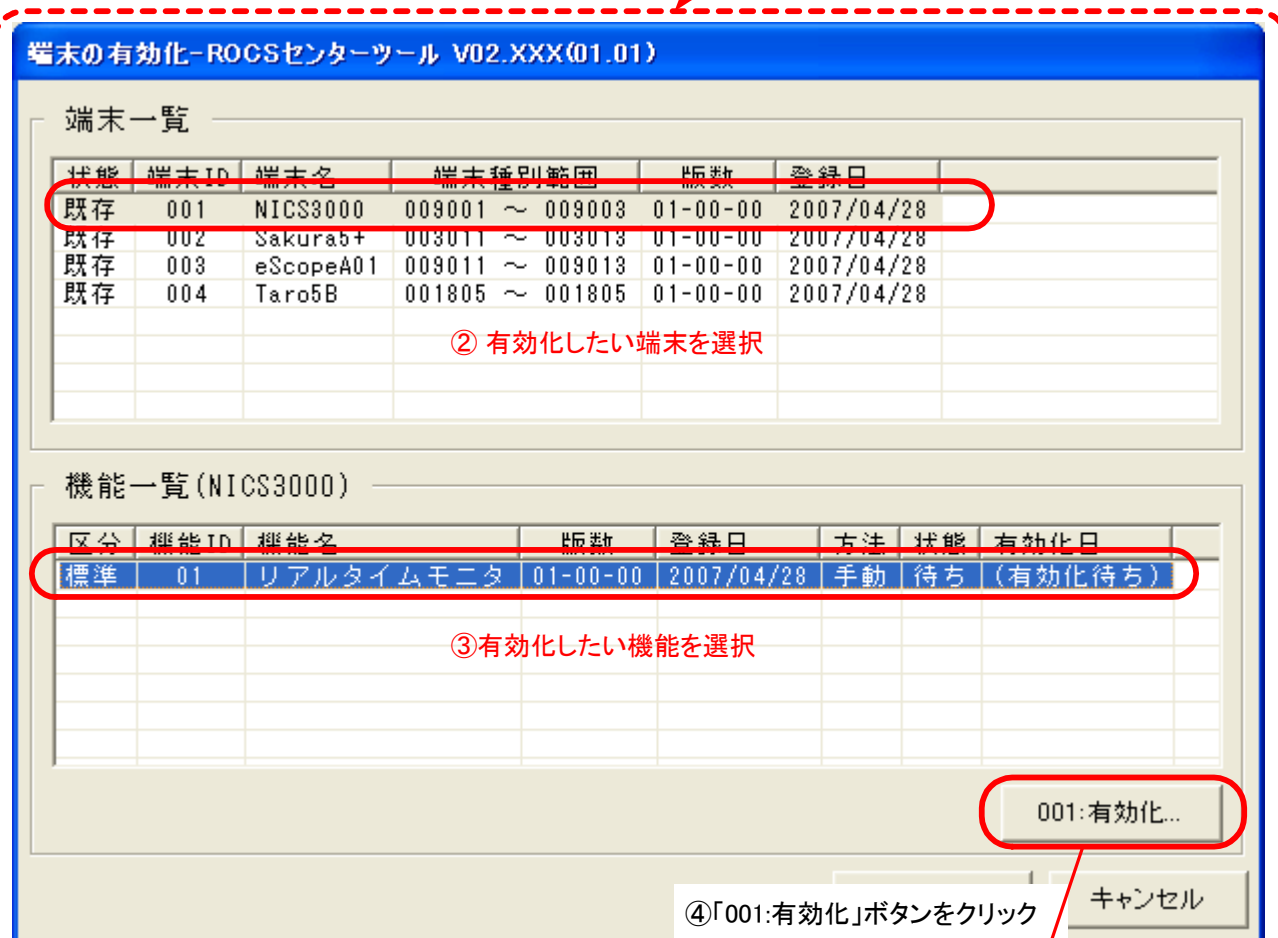 端末の有効化-ROCSセンターツール V02.XXX(01.01)
端末一覧
状態 端末ID 端末名 端末種別範囲 版数 登録日
既存 001 NICS3000 009001 ～ 009003 01-00-00 2007/04/28
既存 002 Sakura5+ 003011 ～ 003013 01-00-00 2007/04/28
既存 003 eScopeA01 009011 ～ 009013 01-00-00 2007/04/28
既存 004 Taro5B 001805 ～ 001805 01-00-00 2007/04/28
② 有効化したい端末を選択
機能一覧(NICS3000)
区分 機能ID 機能名 版数 登録日 方法 状態 有効化日
標準 01 リアルタイムモニタ 01-00-00 2007/04/28 手動 待ち (有効化待ち)
③有効化したい機能を選択
001:有効化...
④「001:有効化」ボタンをクリック
キャンセル